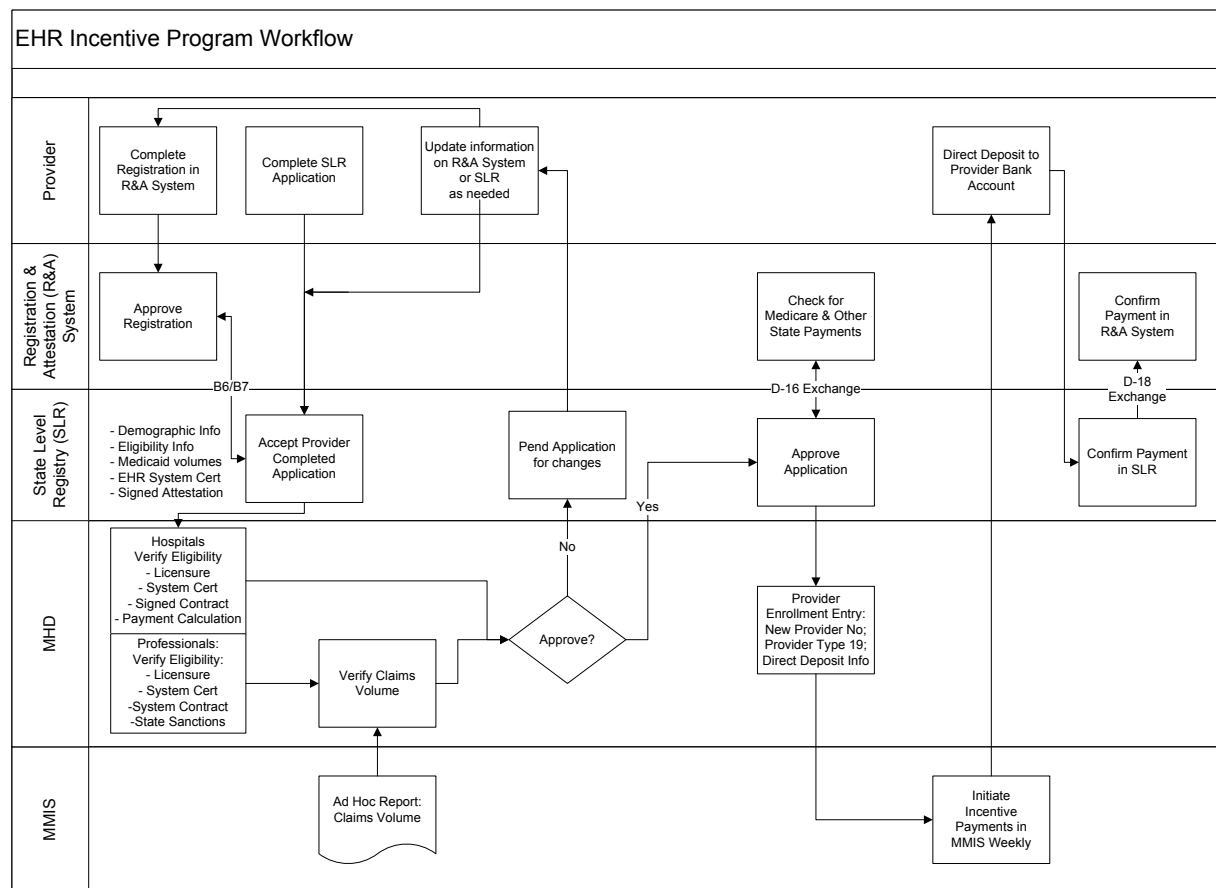 EHR Incentive Program Workflow
Provider
Complete
Registration in
R&A System
Complete SLR
Application
Update information
on R&A System
or SLR
as needed
Direct Deposit to
Provider Bank
Account
Registration &
Attestation (R&A)
System
Approve
Registration
Check for
Medicare & Other
State Payments
Confirm
Payment in
R&A System
B6/B7
D-16 Exchange
D-18
Exchange
State Level
Registry (SLR)
- Demographic Info
- Eligibility Info
- Medicaid volumes
- EHR System Cert
- Signed Attestation
Accept Provider
Completed
Application
Pend Application
for changes
Approve
Application
Confirm Payment
in SLR
Yes
No
MHD
Hospitals
Verify Eligibility
- Licensure
- System Cert
- Signed Contract
- Payment Calculation
Professionals:
Verify Eligibility:
- Licensure
- System Cert
-System Contract
-State Sanctions
Verify Claims
Volume
Approve?
Provider
Enrollment Entry:
New Provider No;
Provider Type 19;
Direct Deposit Info
MMIS
Ad Hoc Report:
Claims Volume
Initiate
Incentive
Payments in
MMIS Weekly